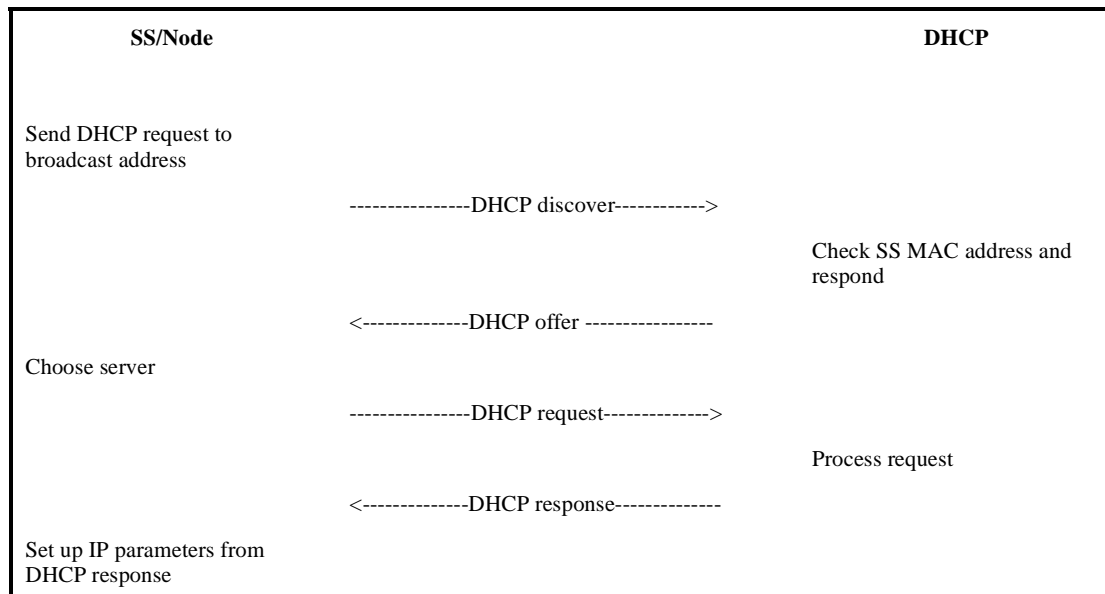 SS/Node DHCP
Send DHCP request to
broadcast address
----------------DHCP discover------------>
Check SS MAC address and
respond
<--------------DHCP offer -----------------
Choose server
----------------DHCP request-------------->
Process request
<--------------DHCP response--------------
Set up IP parameters from
DHCP response